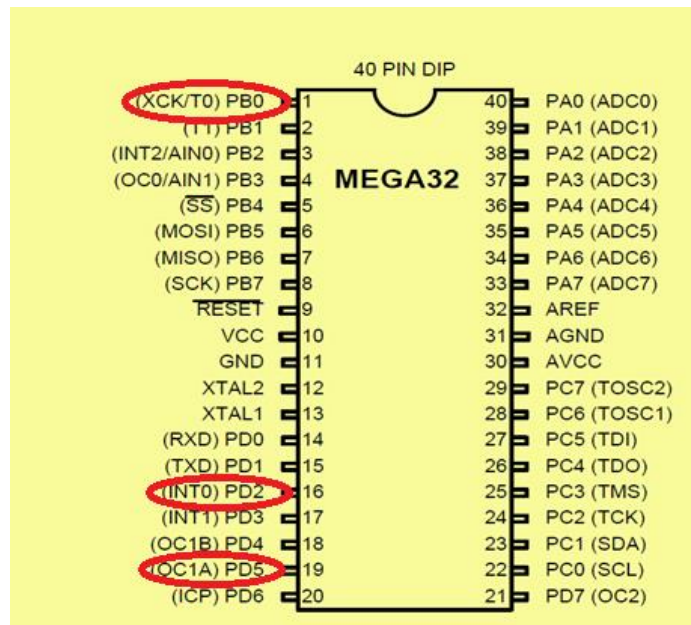 40 PIN DIP
(XCK/T0) PB0 1 40 PA0 (ADC0)
(T1) PB1 2 39 PA1 (ADC1)
(INT2/AIN0) PB2 3 38 PA2 (ADC2)
(OC0/AIN1) PB3 4 MEGA32 37 PA3 (ADC3)
(SS) PB4 5 36 PA4 (ADC4)
(MOSI) PB5 6 35 PA5 (ADC5)
(MISO) PB6 7 34 PA6 (ADC6)
(SCK) PB7 8 33 PA7 (ADC7)
RESET 9 32 AREF
VCC 10 31 AGND
GND 11 30 AVCC
XTAL2 12 29 PC7 (TOSC2)
XTAL1 13 28 PC6 (TOSC1)
(RXD) PD0 14 27 PC5 (TDI)
(TXD) PD1 15 26 PC4 (TDO)
(INT0) PD2 16 25 PC3 (TMS)
(INT1) PD3 17 24 PC2 (TCK)
(OC1B) PD4 18 23 PC1 (SDA)
(OC1A) PD5 19 22 PC0 (SCL)
(ICP) PD6 20 21 PD7 (OC2)